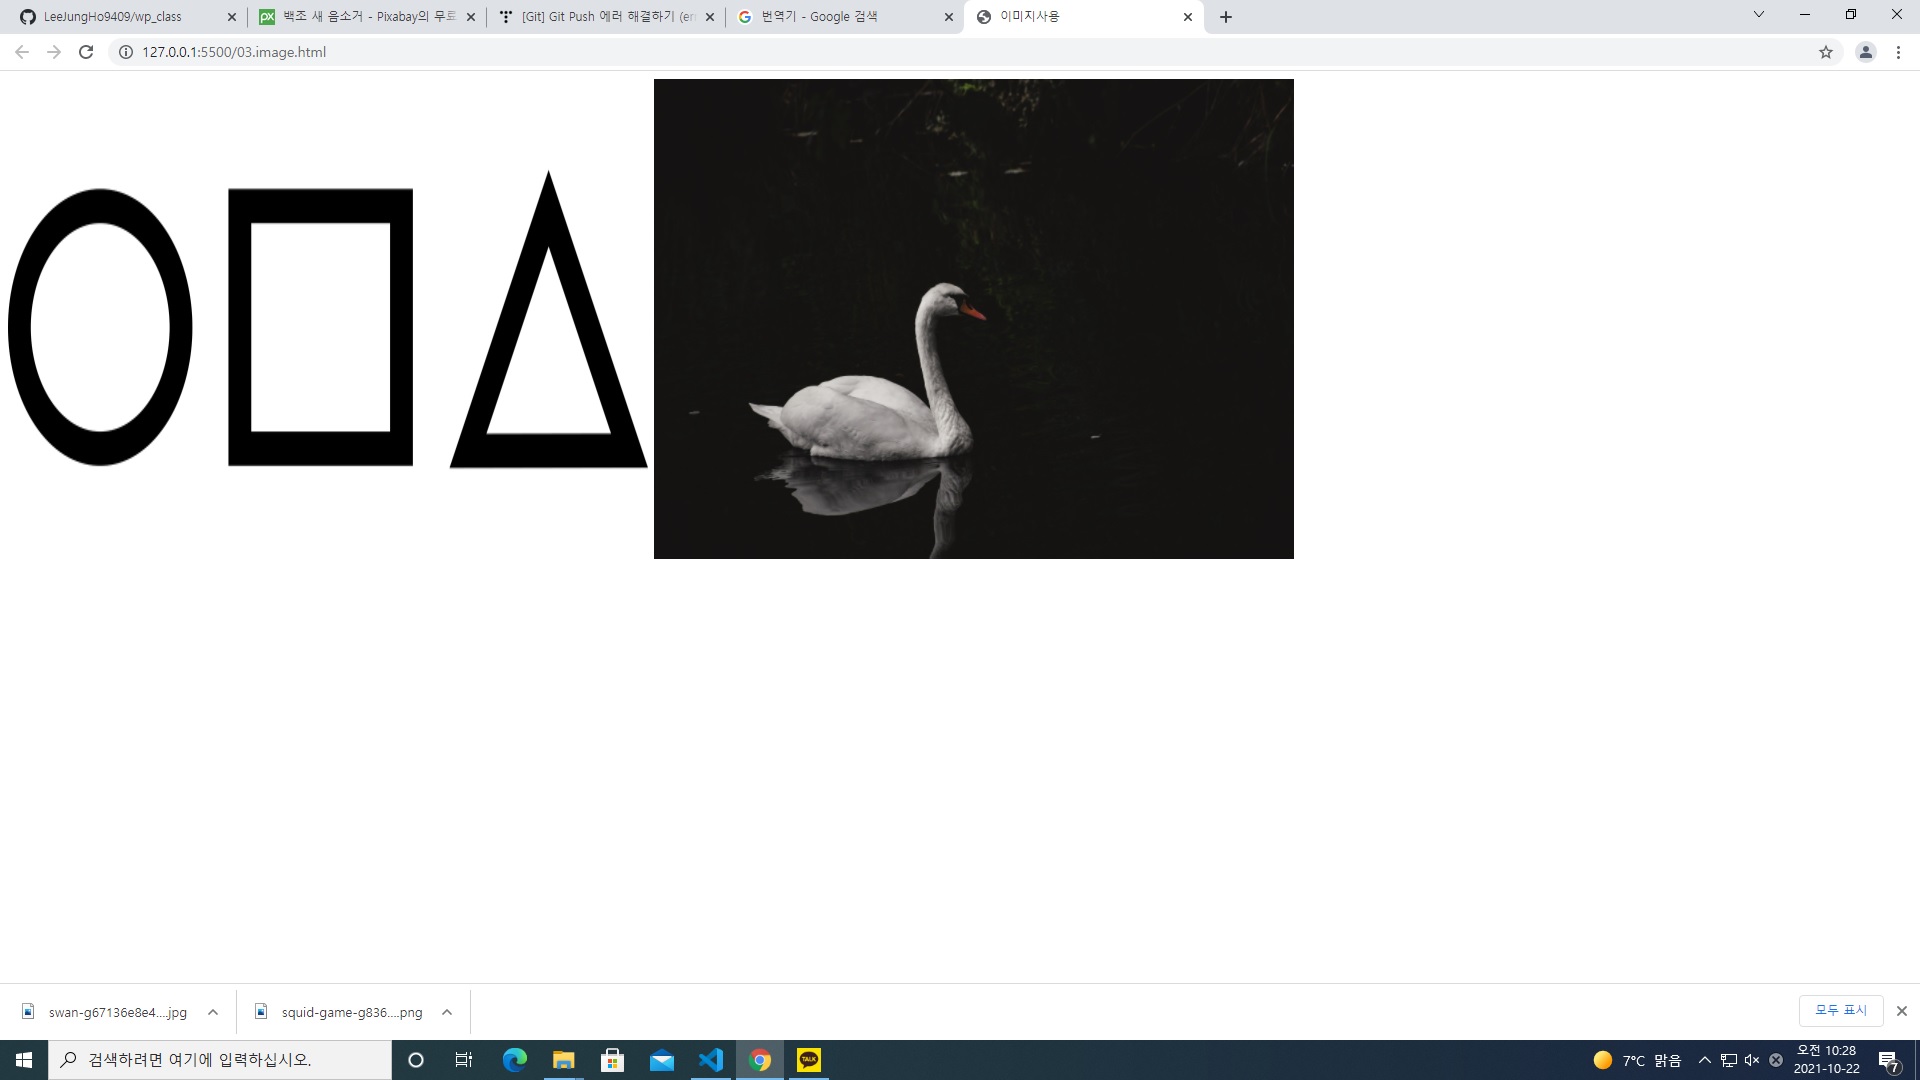 LeeJungHo9409/wp_class
백조 새 음소거 - Pixabay의 무료
[Git] Git Push 에러 해결하기 (er
번역기 - Google 검색
이미지사용
127.0.0.1:5500/03.image.html
swan-g67136e8e4....jpg
squid-game-g836....png
모두 표시
검색하려면 여기에 입력하십시오.
TALK
7°C 맑음
오전 10:28
2021-10-22
7